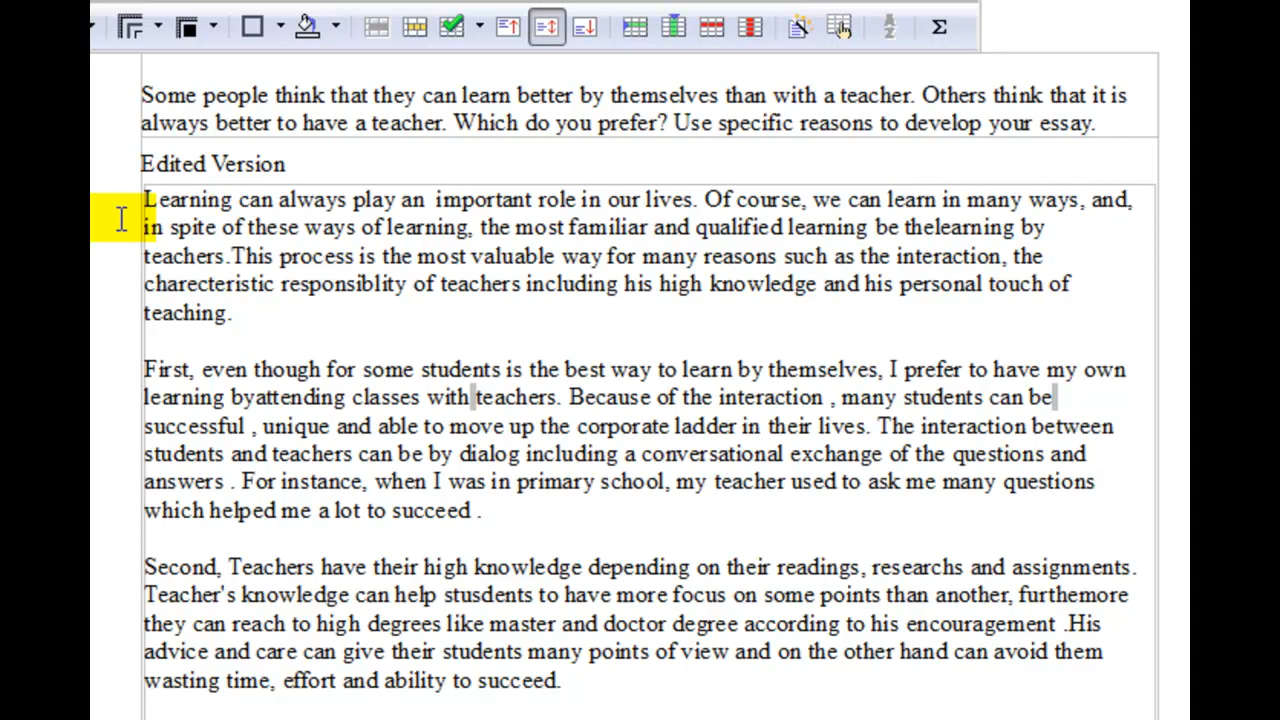 Some people think that they can learn better by themselves than with a teacher. Others think that it is
always better to have a teacher. Which do you prefer? Use specific reasons to develop your essay.
Edited Version
Learning can always play an  important role in our lives. Of course, we can learn in many ways, and,
in spite of these ways of learning, the most familiar and qualified learning be thelearning by
teachers.This process is the most valuable way for many reasons such as the interaction, the
charecteristic responsiblity of teachers including his high knowledge and his personal touch of
teaching.
First, even though for some students is the best way to learn by themselves, I prefer to have my own
learning byattending classes with teachers. Because of the interaction , many students can be
successful , unique and able to move up the corporate ladder in their lives. The interaction between
students and teachers can be by dialog including a conversational exchange of the questions and
answers . For instance, when I was in primary school, my teacher used to ask me many questions
which helped me a lot to succeed .
Second, Teachers have their high knowledge depending on their readings, researchs and assignments.
Teacher's knowledge can help stusdents to have more focus on some points than another, furthemore
they can reach to high degrees like master and doctor degree according to his encouragement .His
advice and care can give their students many points of view and on the other hand can avoid them
wasting time, effort and ability to succeed.